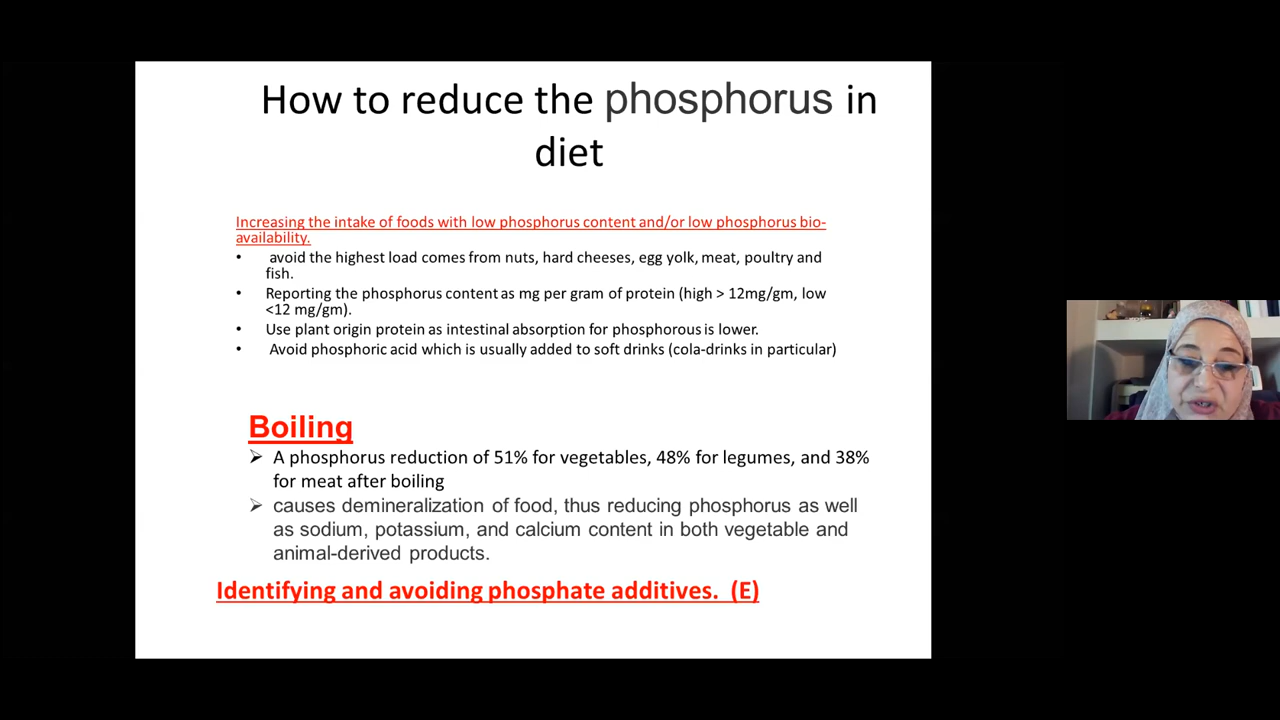 How to reduce the phosphorus in
diet
Increasing the intake of foods with low phosphorus content and/or low phosphorus bio-
availability.
• avoid the highest load comes from nuts, hard cheeses, egg yolk, meat, poultry and
fish.
• Reporting the phosphorus content as mg per gram of protein (high > 12mg/gm, low
<12 mg/gm).
• Use plant origin protein as intestinal absorption for phosphorous is lower.
• Avoid phosphoric acid which is usually added to soft drinks (cola-drinks in particular)
Boiling
➢ A phosphorus reduction of 51% for vegetables, 48% for legumes, and 38%
for meat after boiling
➢ causes demineralization of food, thus reducing phosphorus as well
as sodium, potassium, and calcium content in both vegetable and
animal-derived products.
Identifying and avoiding phosphate additives. (E)